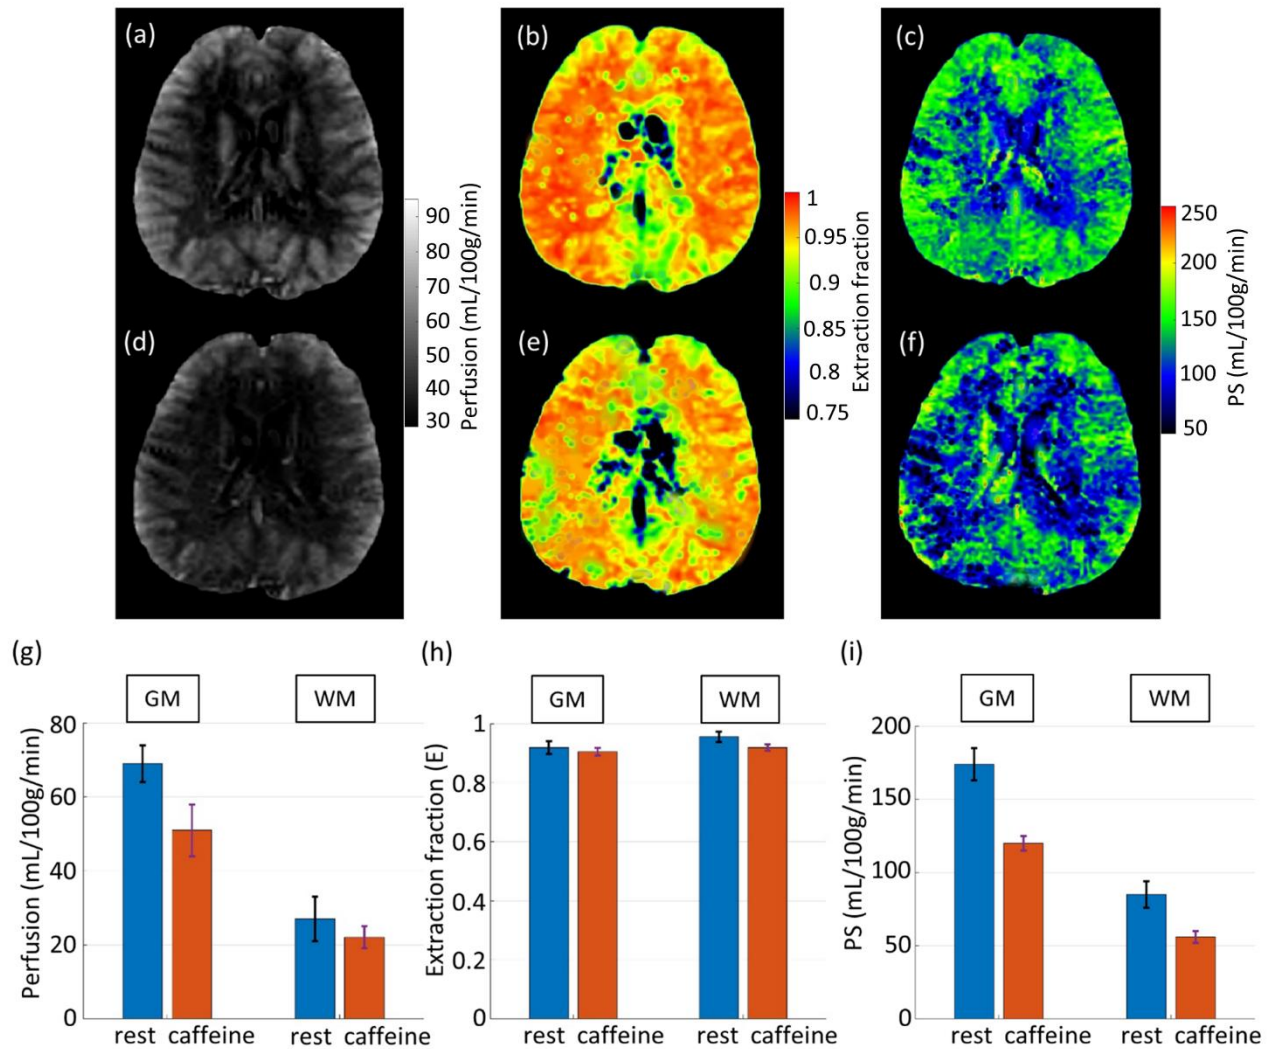 (a)
90
80
70
60
50
40
30
Perfusion (mL/100g/min)
(b)
1
0.95
0.9
0.85
0.8
0.75
Extraction fraction
(c)
250
200
150
100
50
PS (mL/100g/min)
(d)
(e)
(f)
(g)
GM
WM
80
60
40
20
0
Perfusion (mL/100g/min)
rest caffeine
rest caffeine
(h)
GM
WM
1
0.8
0.6
0.4
0.2
0
Extraction fraction (E)
rest caffeine
rest caffeine
(i)
GM
WM
200
150
100
50
0
PS (mL/100g/min)
rest caffeine
rest caffeine